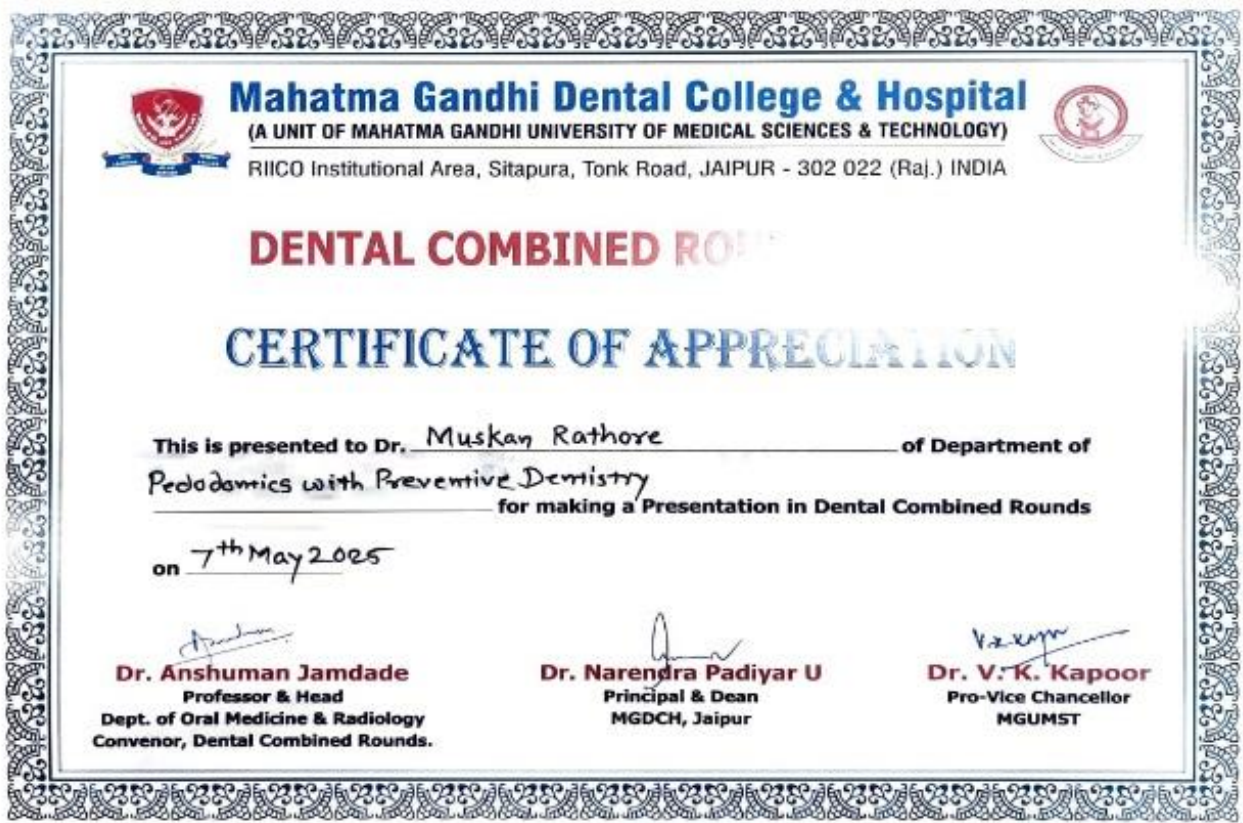 Mahatma Gandhi Dental College & Hospital
(A UNIT OF MAHATMA GANDHI UNIVERSITY OF MEDICAL SCIENCES & TECHNOLOGY)
RIICO Institutional Area, Sitapura, Tonk Road, JAIPUR - 302 022 (Raj.) INDIA
DENTAL COMBINED
CERTIFICATE OF APPRECIATION
This is presented to Dr. Muskan Rathore of Department of
Pedodontics with Preventive Dentistry
for making a Presentation in Dental Combined Rounds
on 7th May 2025
Dr. Anshuman Jamdade
Professor & Head
Dept. of Oral Medicine & Radiology
Convenor, Dental Combined Rounds.
Dr. Narendra Padiyar U
Principal & Dean
MGDCH, Jaipur
V.K. Kapoor
Dr. V. K. Kapoor
Pro-Vice Chancellor
MGUMST